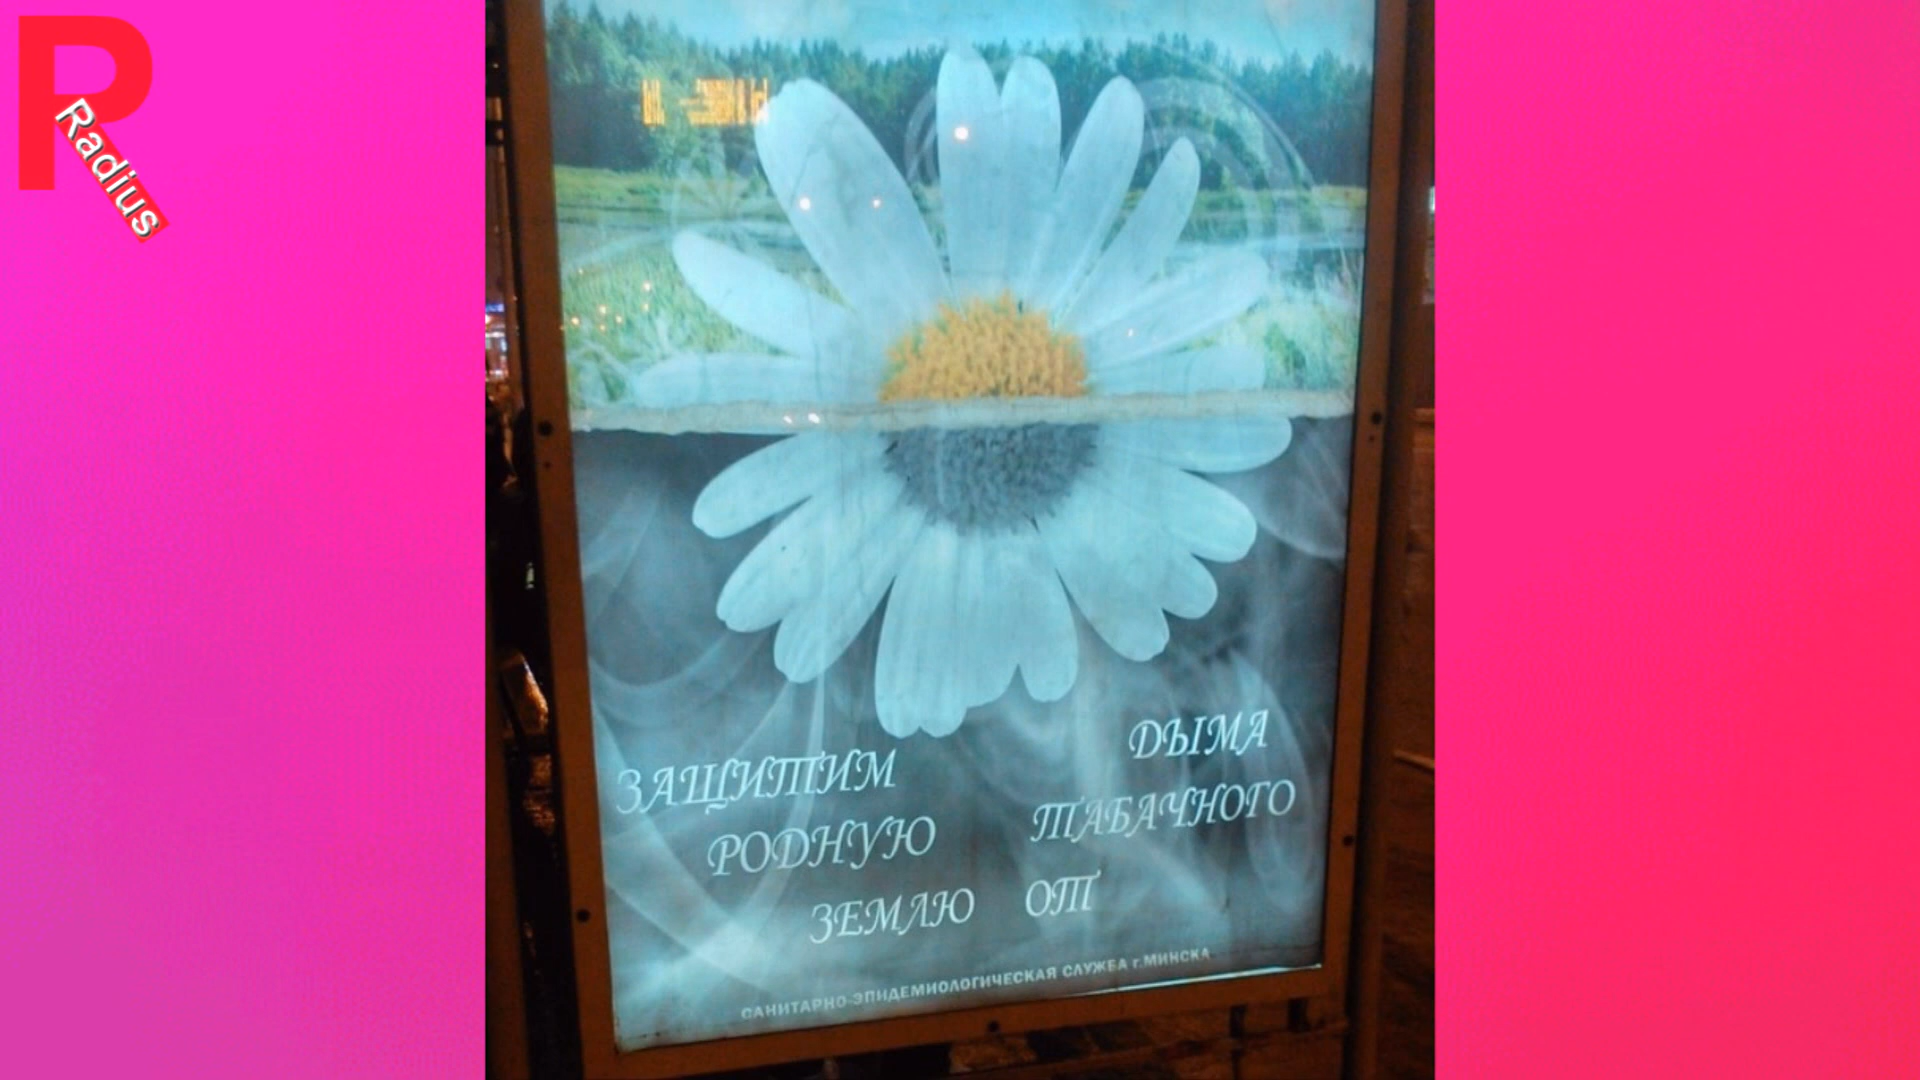 R
Radius
ЗАЩИТИМ
РОДНУЮ
ЗЕМЛЮ ОТ
ТАБАЧНОГО
ДЫМА
САНИТАРНО-ЭПИДЕМИОЛОГИЧЕСКАЯ СЛУЖБА г.МИНСКА